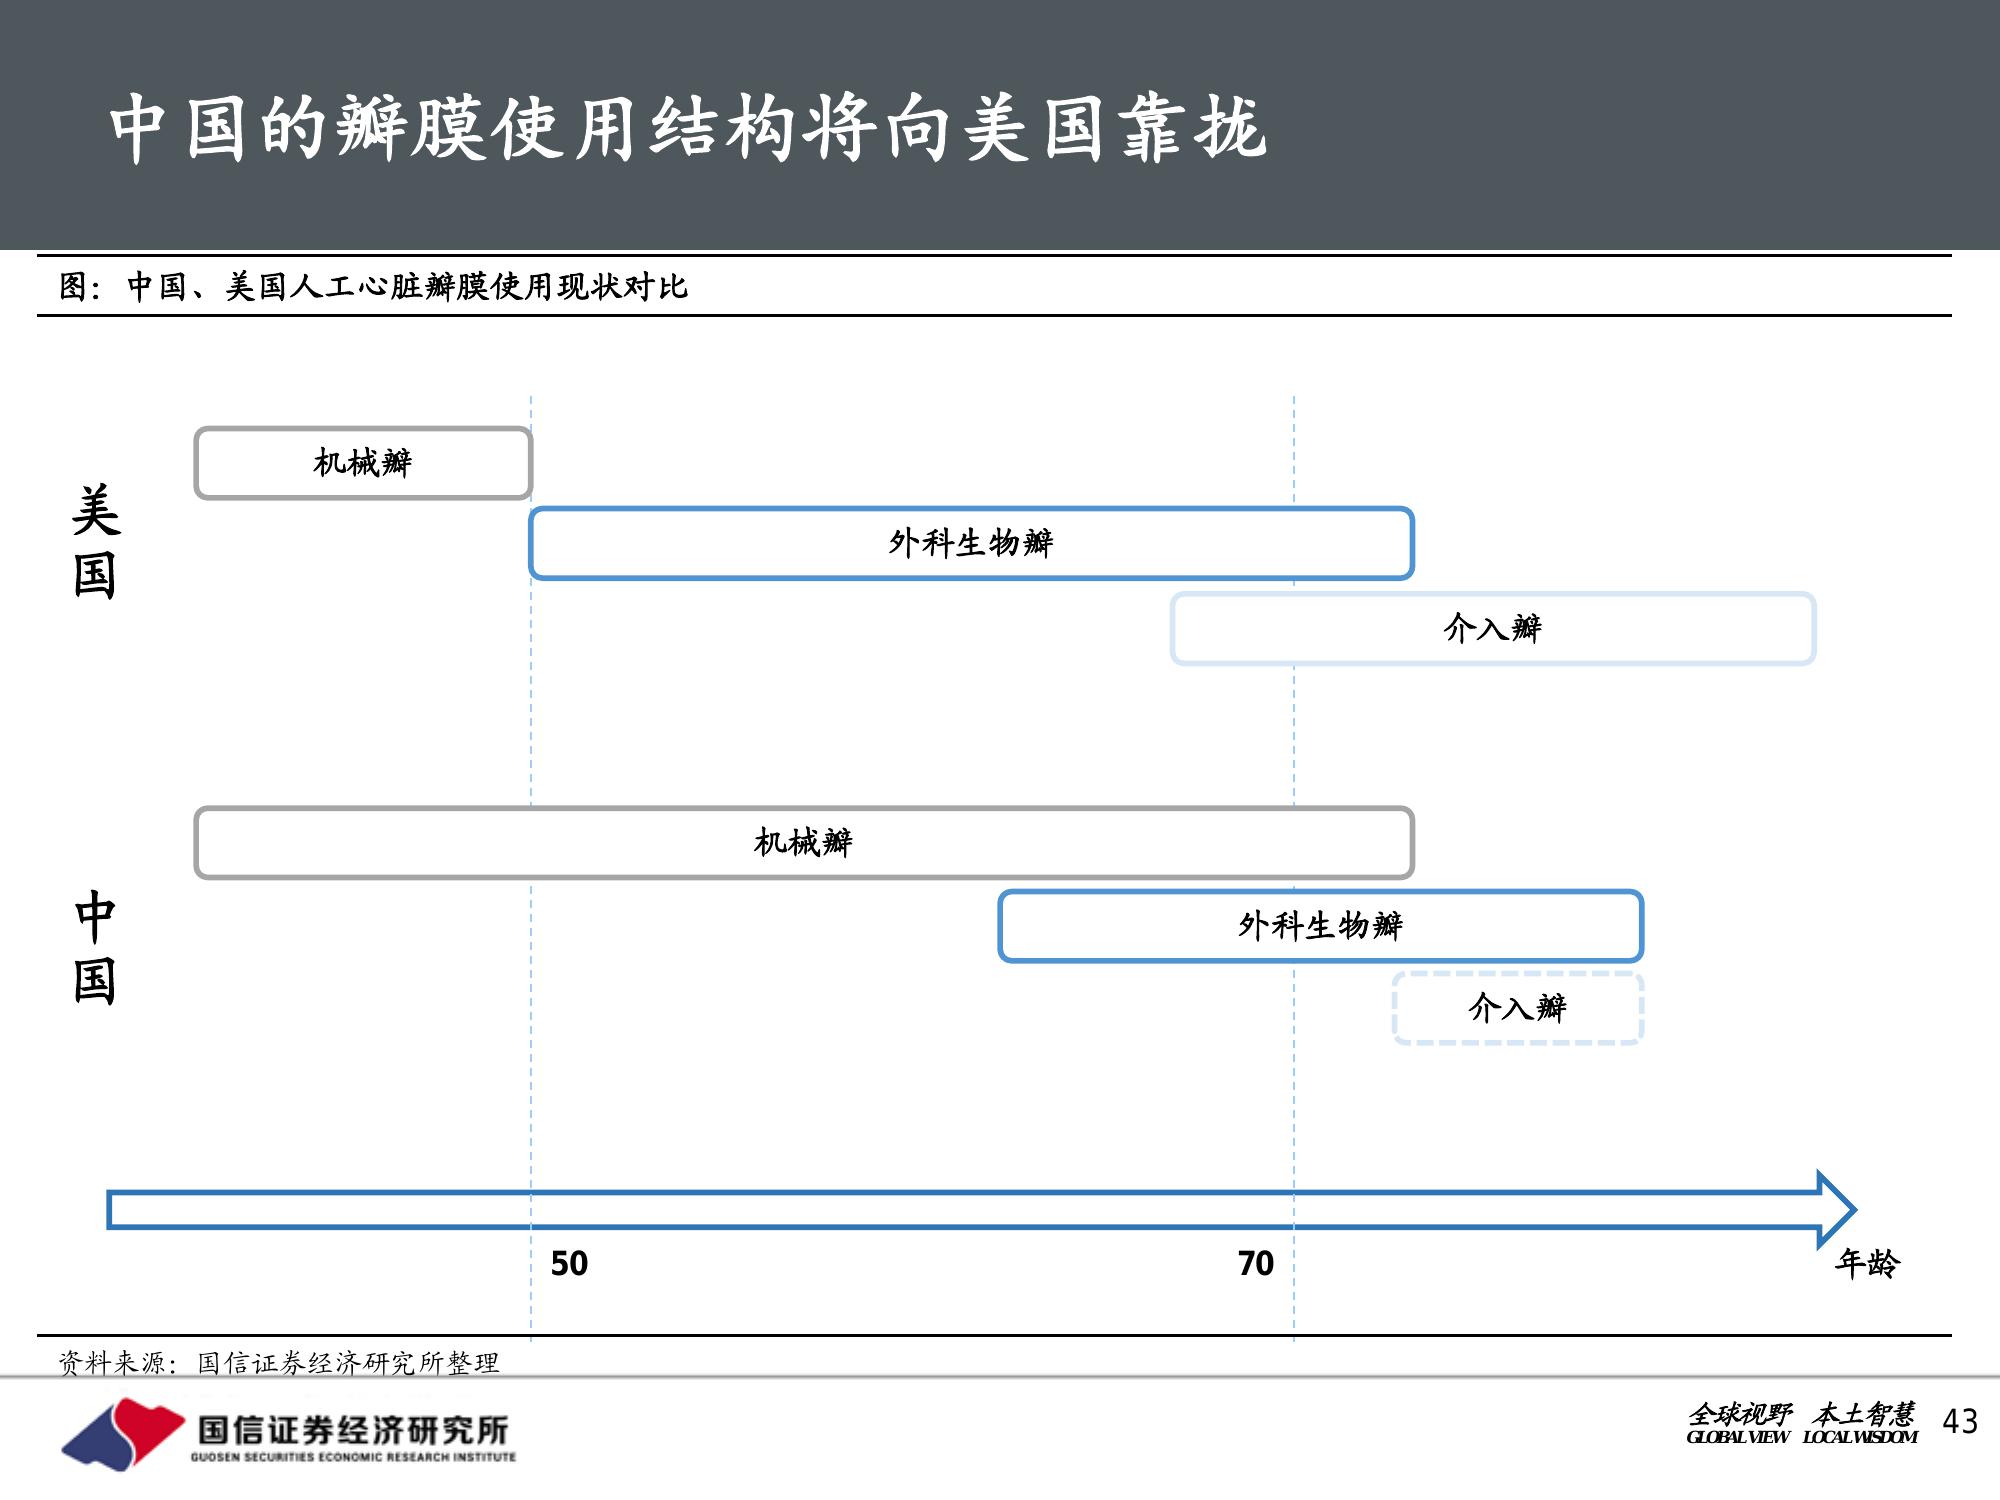 中国的瓣膜使用结构将向美国靠拢
图：中国、美国人工心脏瓣膜使用现状对比
美国
机械瓣
外科生物瓣
介入瓣
中国
机械瓣
外科生物瓣
介入瓣
50
70
年龄
资料来源：国信证券经济研究所整理
国信证券经济研究所
GUOSEN SECURITIES ECONOMIC RESEARCH INSTITUTE
全球视野 本土智慧
GLOBAL VIEW LOCAL WISDOM
43